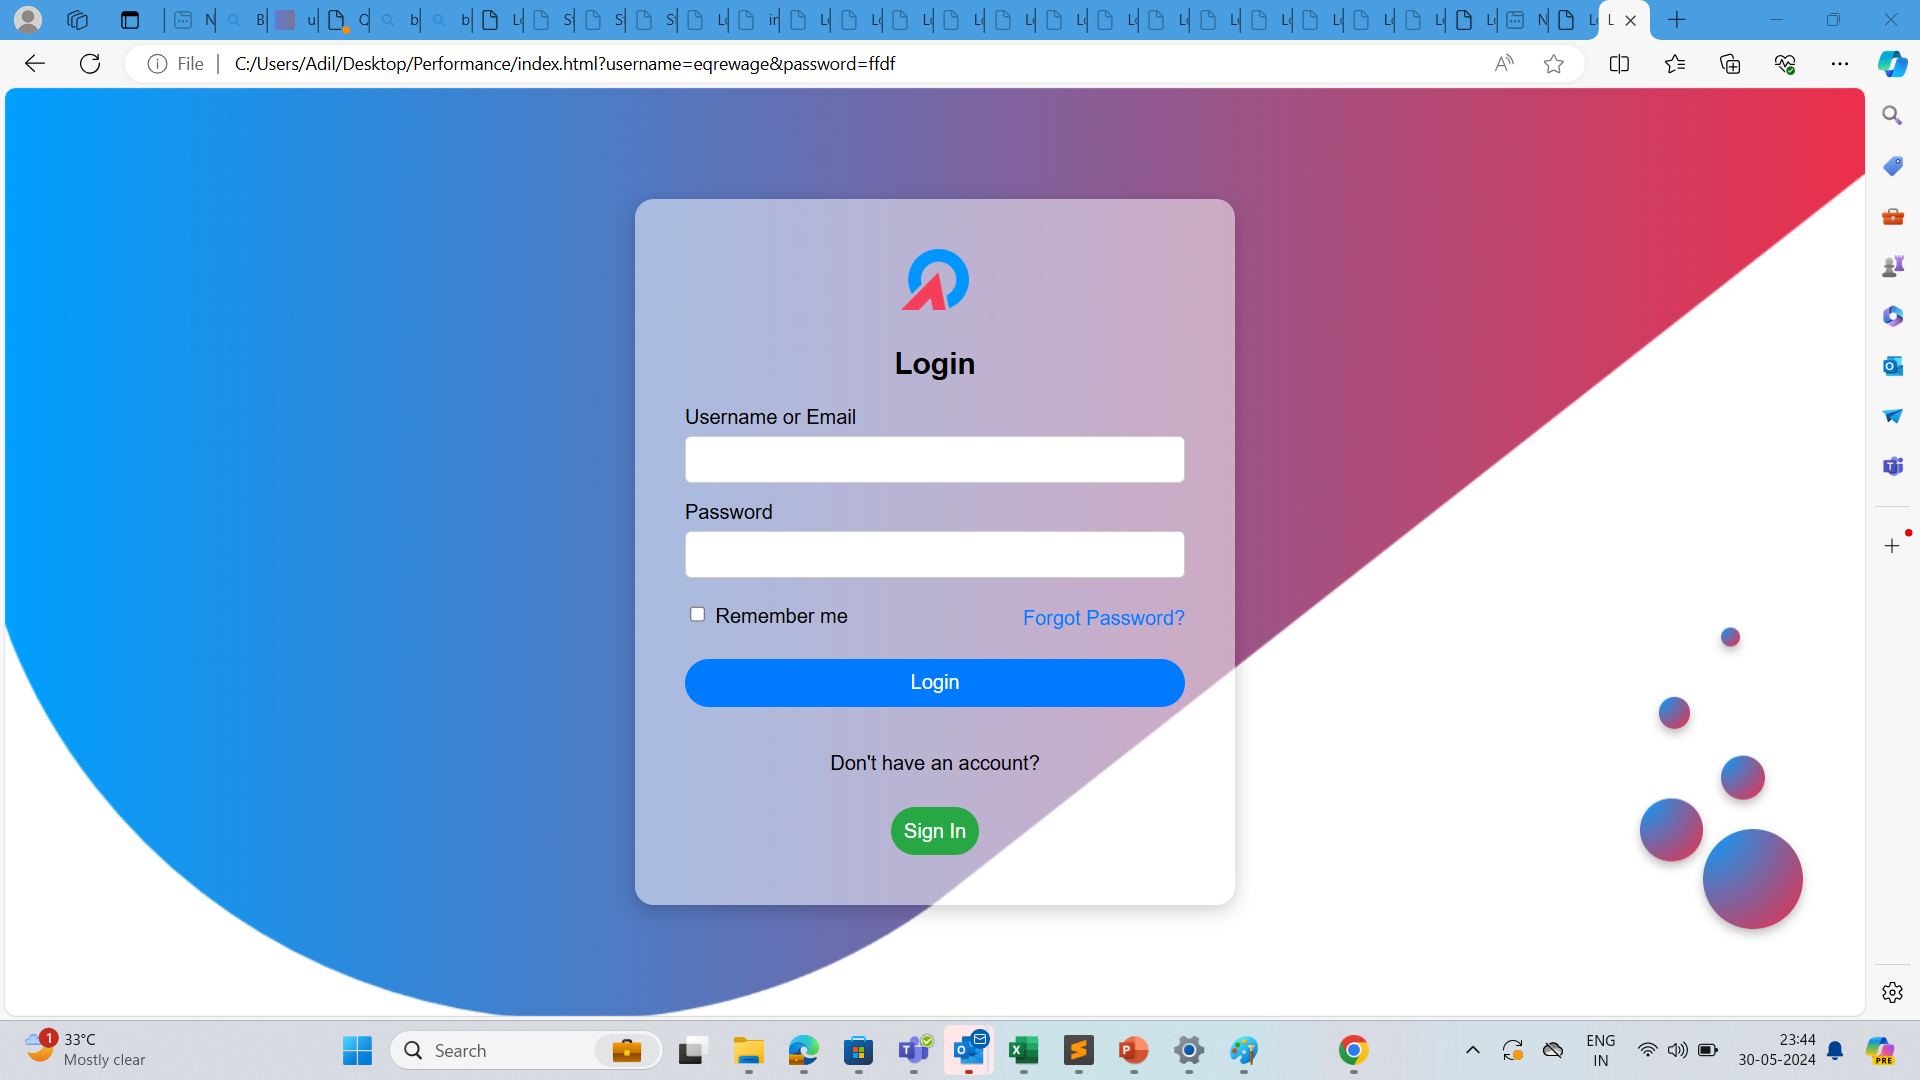 File
C:/Users/Adil/Desktop/Performance/index.html?username=eqrewage&password=ffdf
Login
Username or Email
Password
Remember me
Forgot Password?
Login
Don't have an account?
Sign In
1
33°C
Mostly clear
Search
ENG
IN
23:44
30-05-2024
PRE